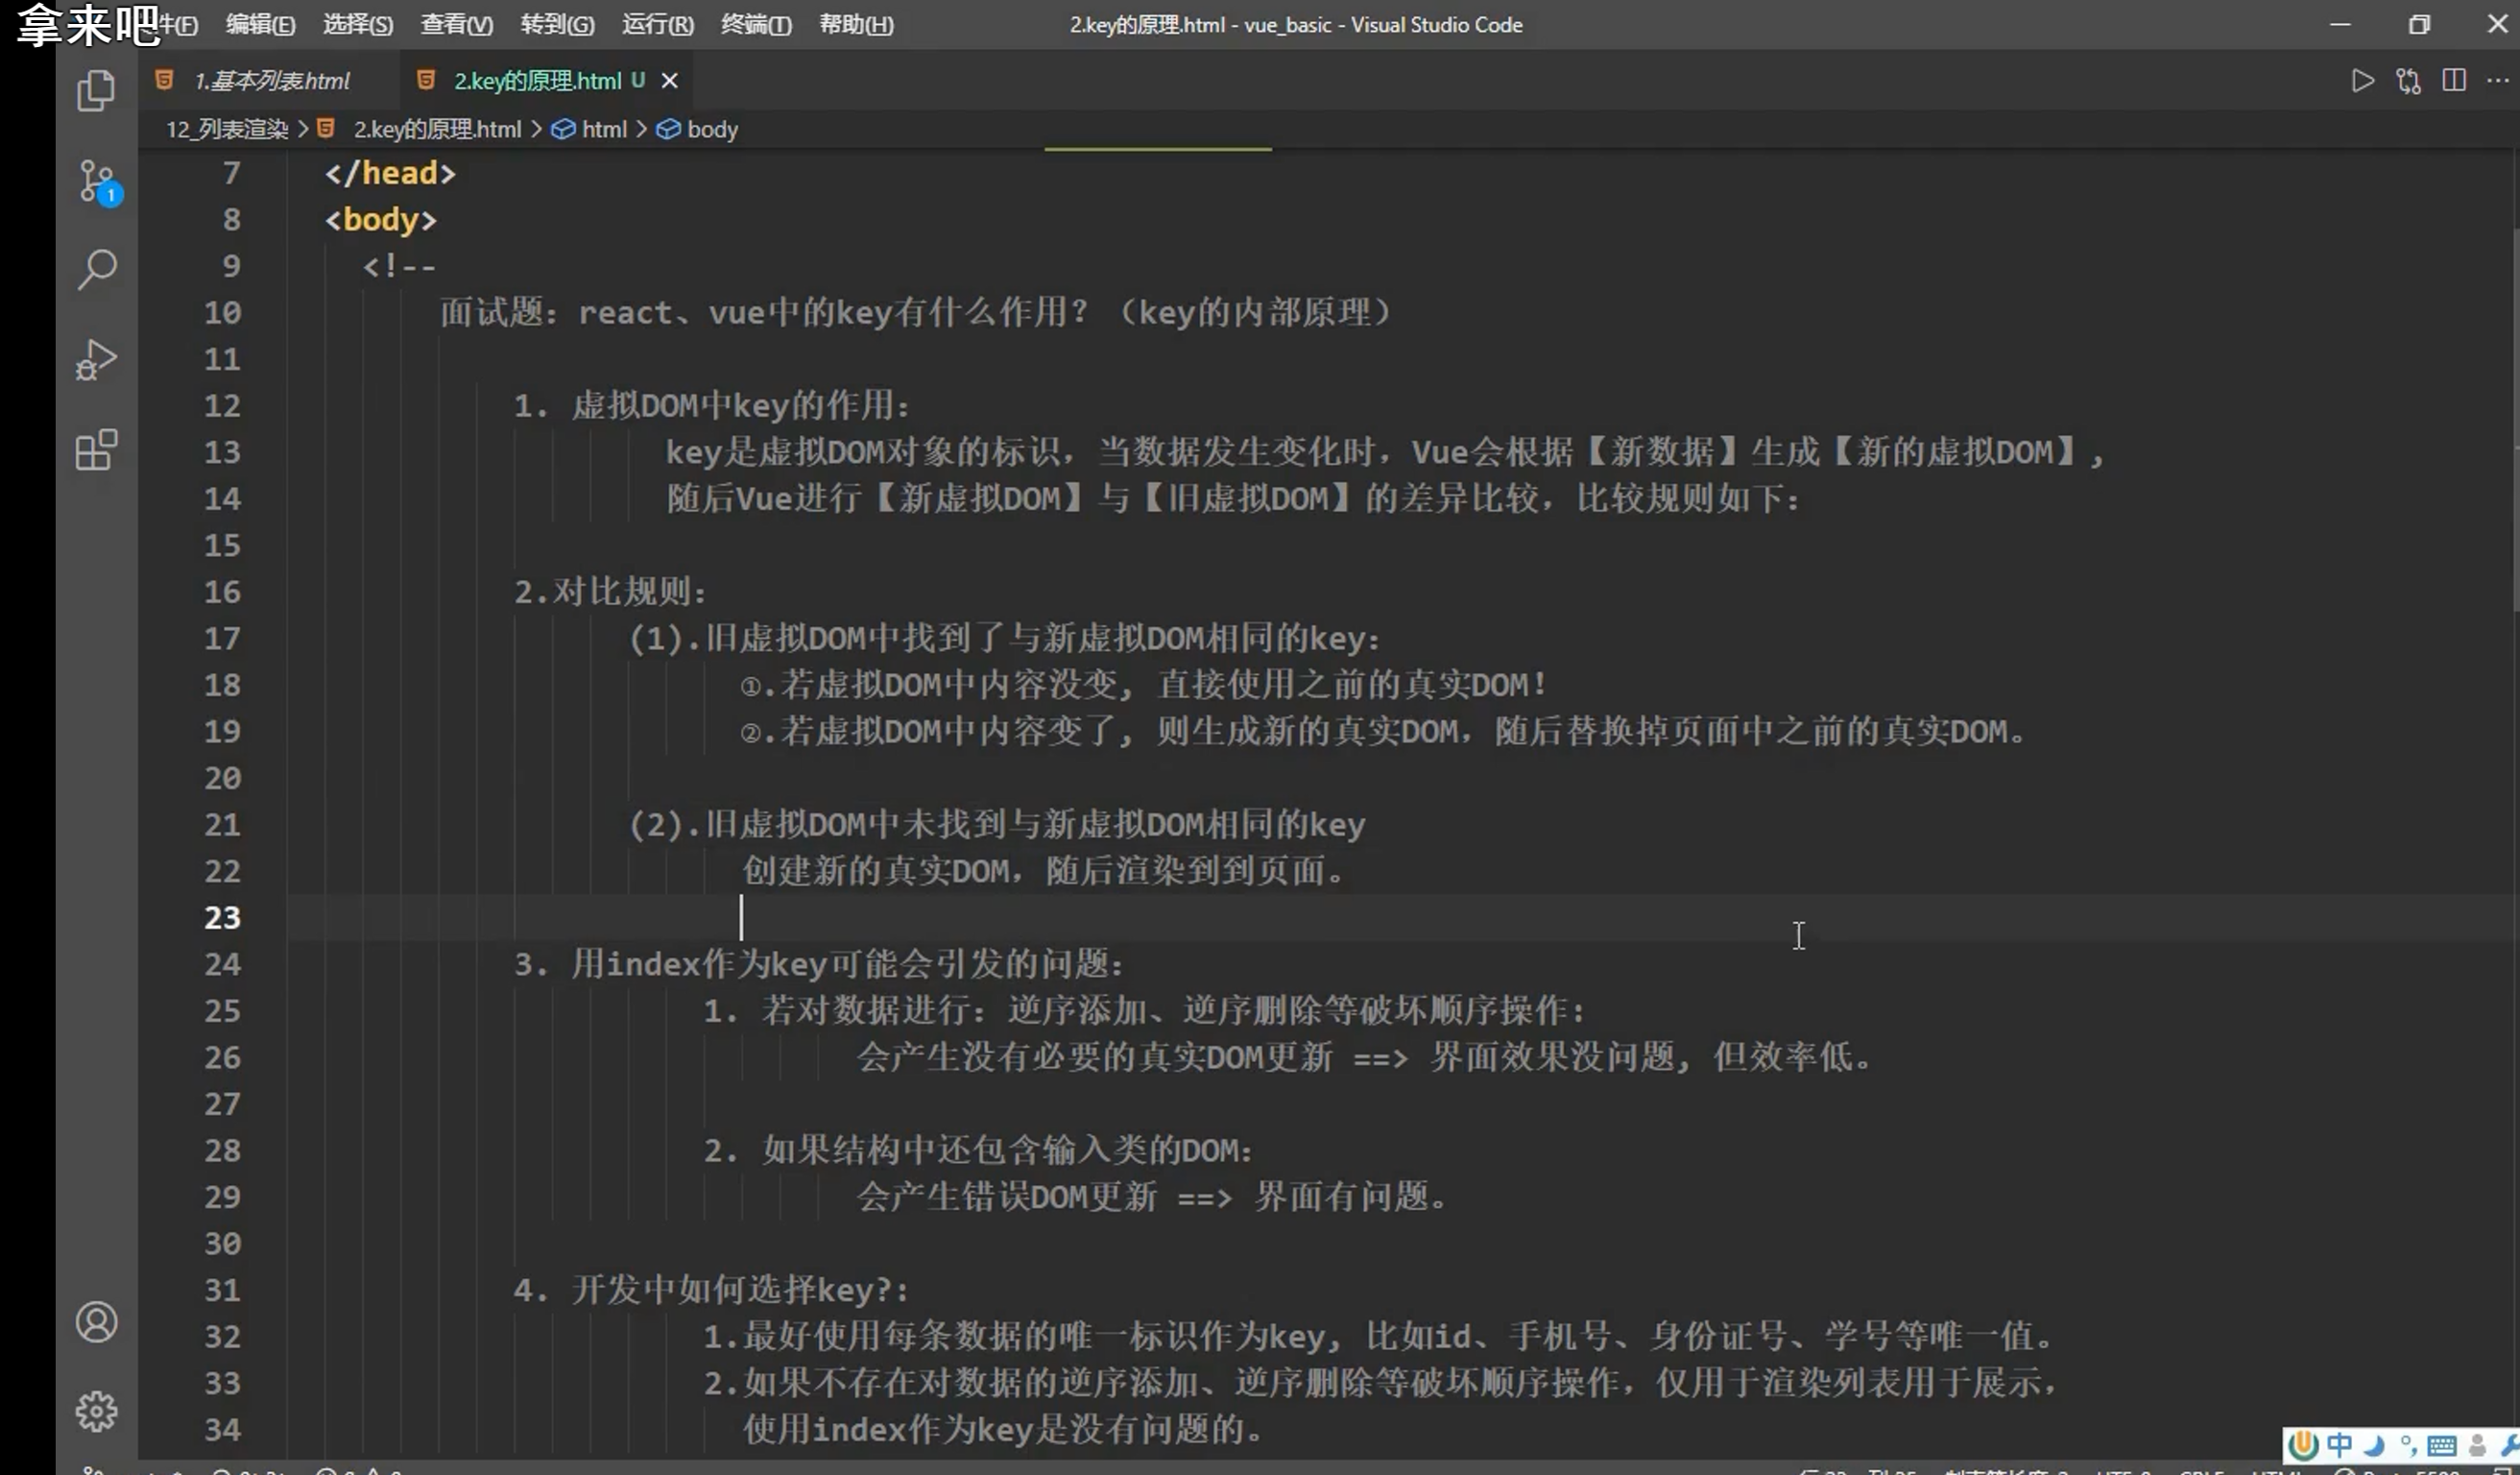 拿来吧
件(F) 编辑(E) 选择(S) 查看(V) 转到(G) 运行(R) 终端(T) 帮助(H) 2.key的原理.html - vue_basic - Visual Studio Code
1.基本列表.html 2.key的原理.html U
12_列表渲染 > 2.key的原理.html > html > body
1
7 </head>
8 <body>
9 <!--
10 面试题：react、vue中的key有什么作用？（key的内部原理）
11
12 1. 虚拟DOM中key的作用：
13 key是虚拟DOM对象的标识，当数据发生变化时，Vue会根据【新数据】生成【新的虚拟DOM】,
14 随后Vue进行【新虚拟DOM】与【旧虚拟DOM】的差异比较，比较规则如下：
15
16 2.对比规则：
17 (1).旧虚拟DOM中找到了与新虚拟DOM相同的key：
18 ①.若虚拟DOM中内容没变, 直接使用之前的真实DOM！
19 ②.若虚拟DOM中内容变了, 则生成新的真实DOM，随后替换掉页面中之前的真实DOM。
20
21 (2).旧虚拟DOM中未找到与新虚拟DOM相同的key
22 创建新的真实DOM，随后渲染到到页面。
23
24 3. 用index作为key可能会引发的问题：
25 1. 若对数据进行：逆序添加、逆序删除等破坏顺序操作：
26 会产生没有必要的真实DOM更新 ==> 界面效果没问题, 但效率低。
27
28 2. 如果结构中还包含输入类的DOM：
29 会产生错误DOM更新 ==> 界面有问题。
30
31 4. 开发中如何选择key?：
32 1.最好使用每条数据的唯一标识作为key, 比如id、手机号、身份证号、学号等唯一值。
33 2.如果不存在对数据的逆序添加、逆序删除等破坏顺序操作，仅用于渲染列表用于展示，
34 使用index作为key是没有问题的。
中